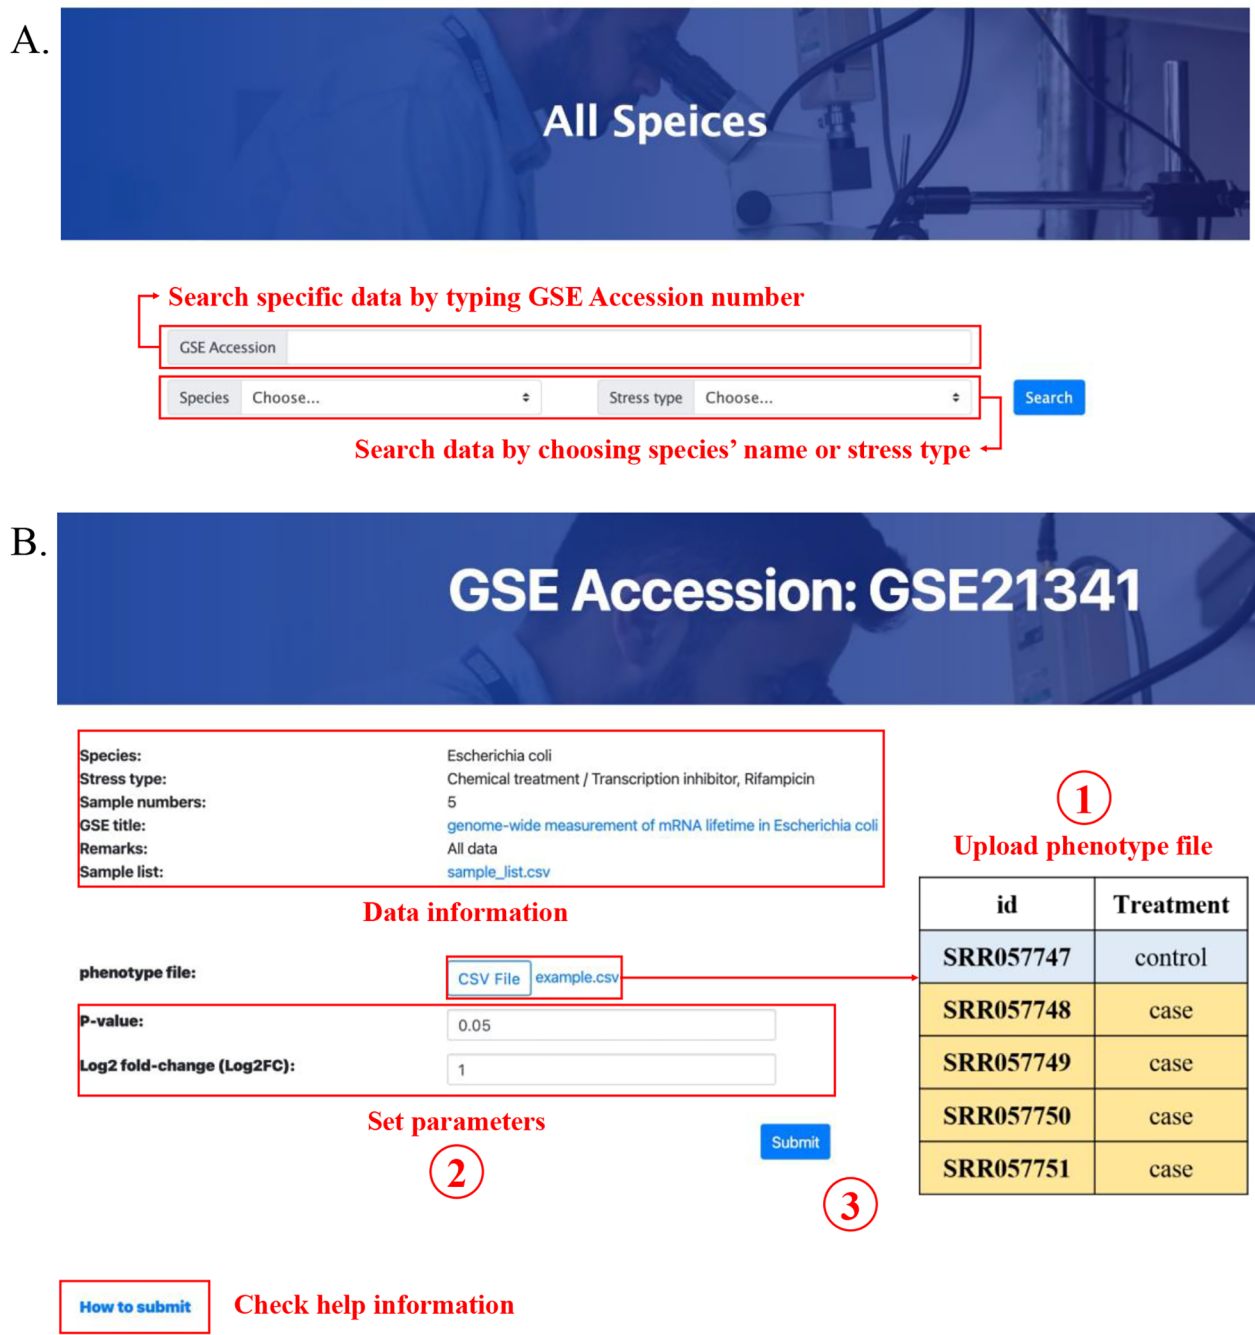 A.
All Speices
Search specific data by typing GSE Accession number
GSE Accession
Species Choose... Stress type Choose... Search
Search data by choosing species’ name or stress type
B.
GSE Accession: GSE21341
Species: Escherichia coli
Stress type: Chemical treatment / Transcription inhibitor, Rifampicin
Sample numbers: 5
GSE title: genome-wide measurement of mRNA lifetime in Escherichia coli
Remarks: All data
Sample list: sample_list.csv
Data information
phenotype file: CSV File example.csv
P-value: 0.05
Log2 fold-change (Log2FC): 1
Set parameters
2
Submit
3
1
Upload phenotype file
id Treatment
SRR057747 control
SRR057748 case
SRR057749 case
SRR057750 case
SRR057751 case
How to submit Check help information